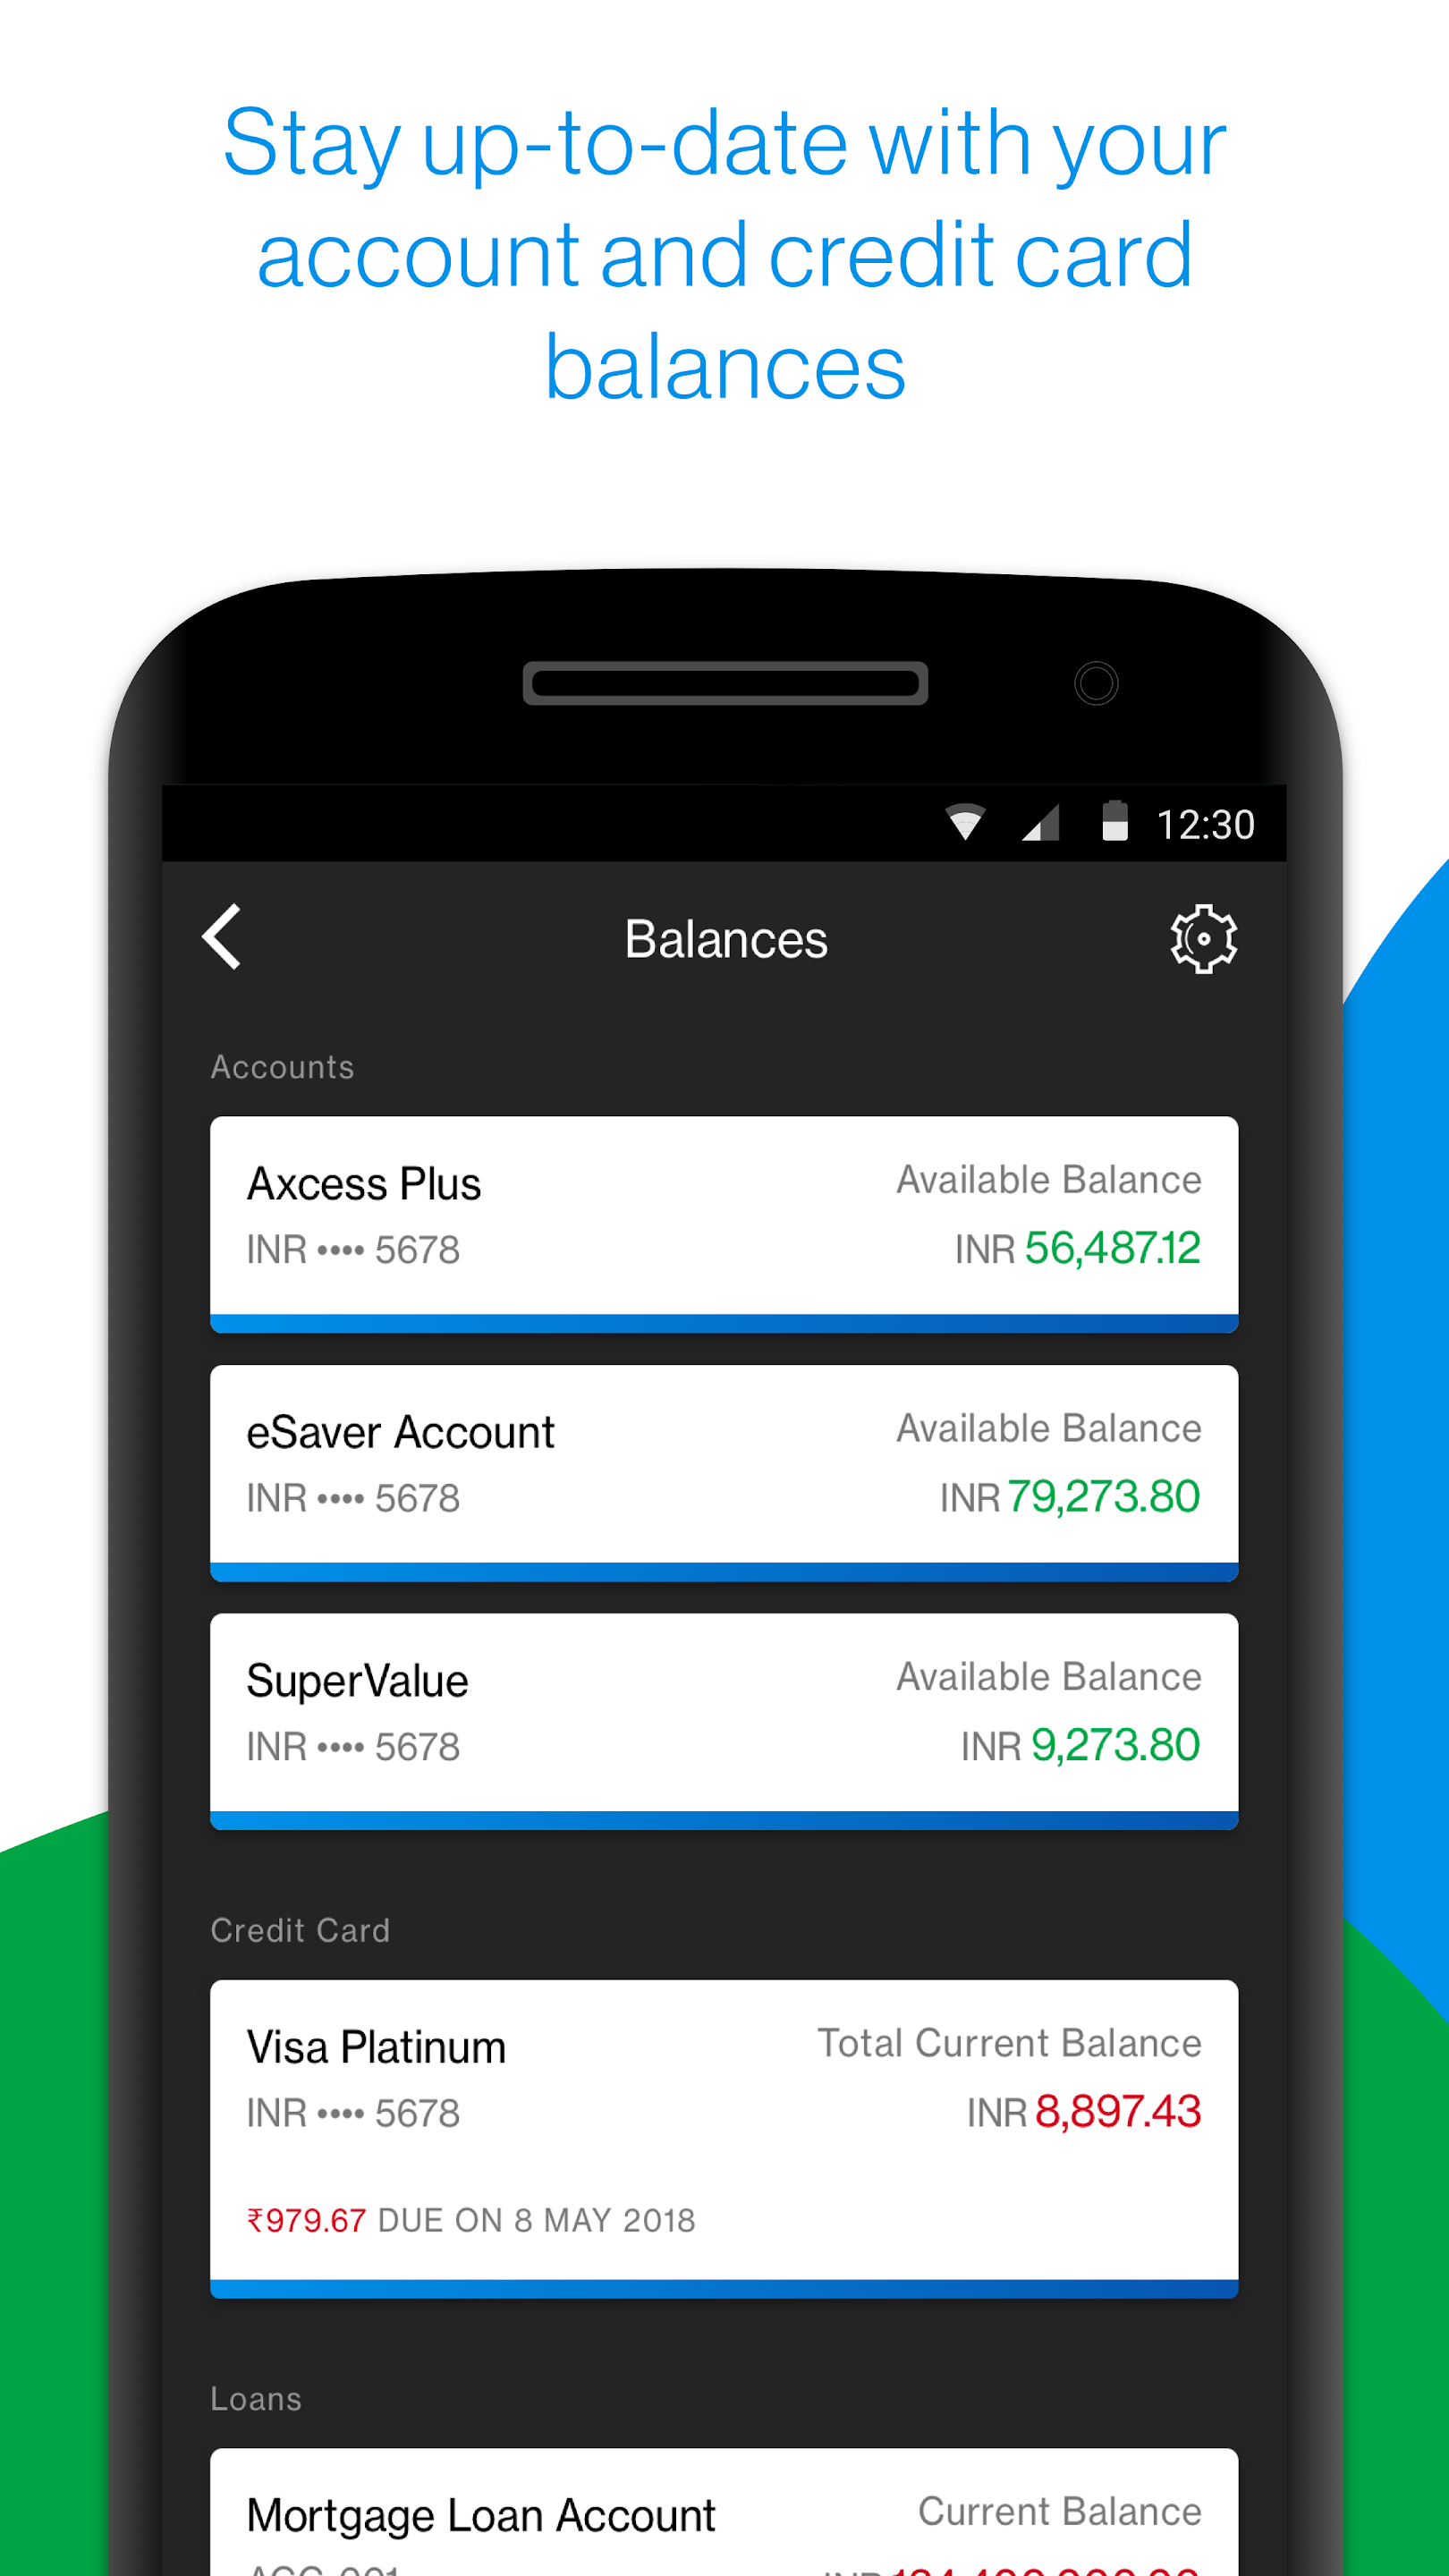 Stay up-to-date with your
account and credit card
balances
12:30
Balances
Accounts
Axcess Plus Available Balance
INR •••• 5678 INR 56,487.12
eSaver Account Available Balance
INR •••• 5678 INR 79,273.80
SuperValue Available Balance
INR •••• 5678 INR 9,273.80
Credit Card
Visa Platinum Total Current Balance
INR •••• 5678 INR 8,897.43
₹979.67 DUE ON 8 MAY 2018
Loans
Mortgage Loan Account Current Balance